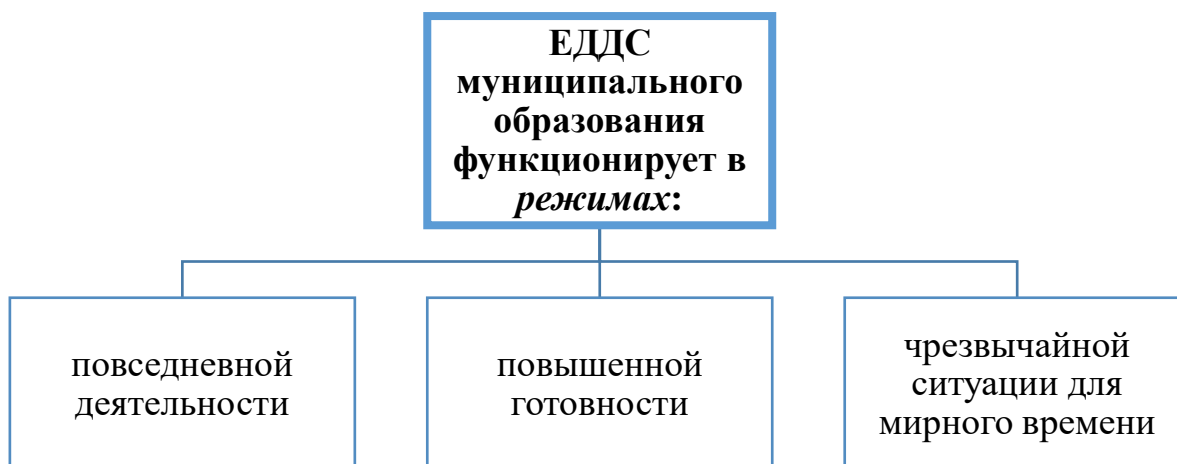 ЕДДС
муниципального
образования
функционирует в
режимах:
повседневной
деятельности
повышенной
готовности
чрезвычайной
ситуации для
мирного времени